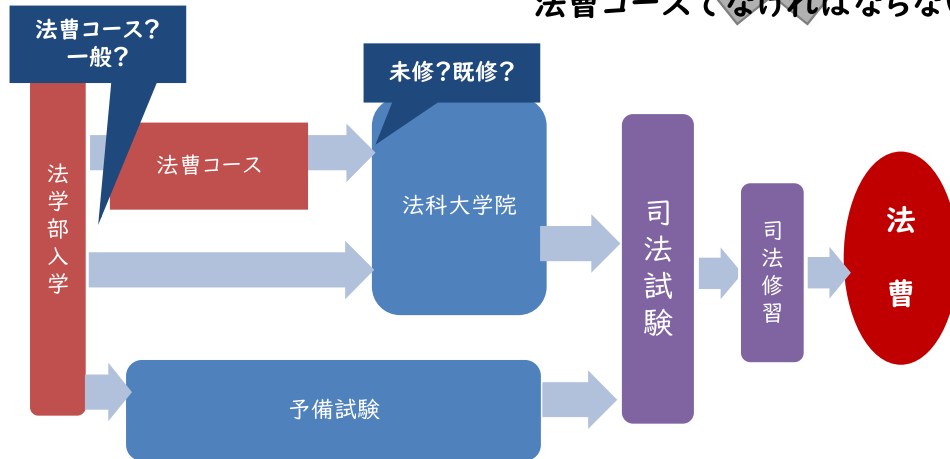 法曹コースでなければならない
法曹コース?
一般?
未修?既修?
法学部入学
法曹コース
法科大学院
司法試験
司法修習
法曹
予備試験